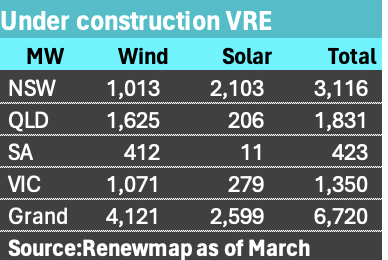 Under construction VRE
MW Wind Solar Total
NSW 1,013 2,103 3,116
QLD 1,625 206 1,831
SA 412 11 423
VIC 1,071 279 1,350
Grand 4,121 2,599 6,720
Source:Renewmap as of March